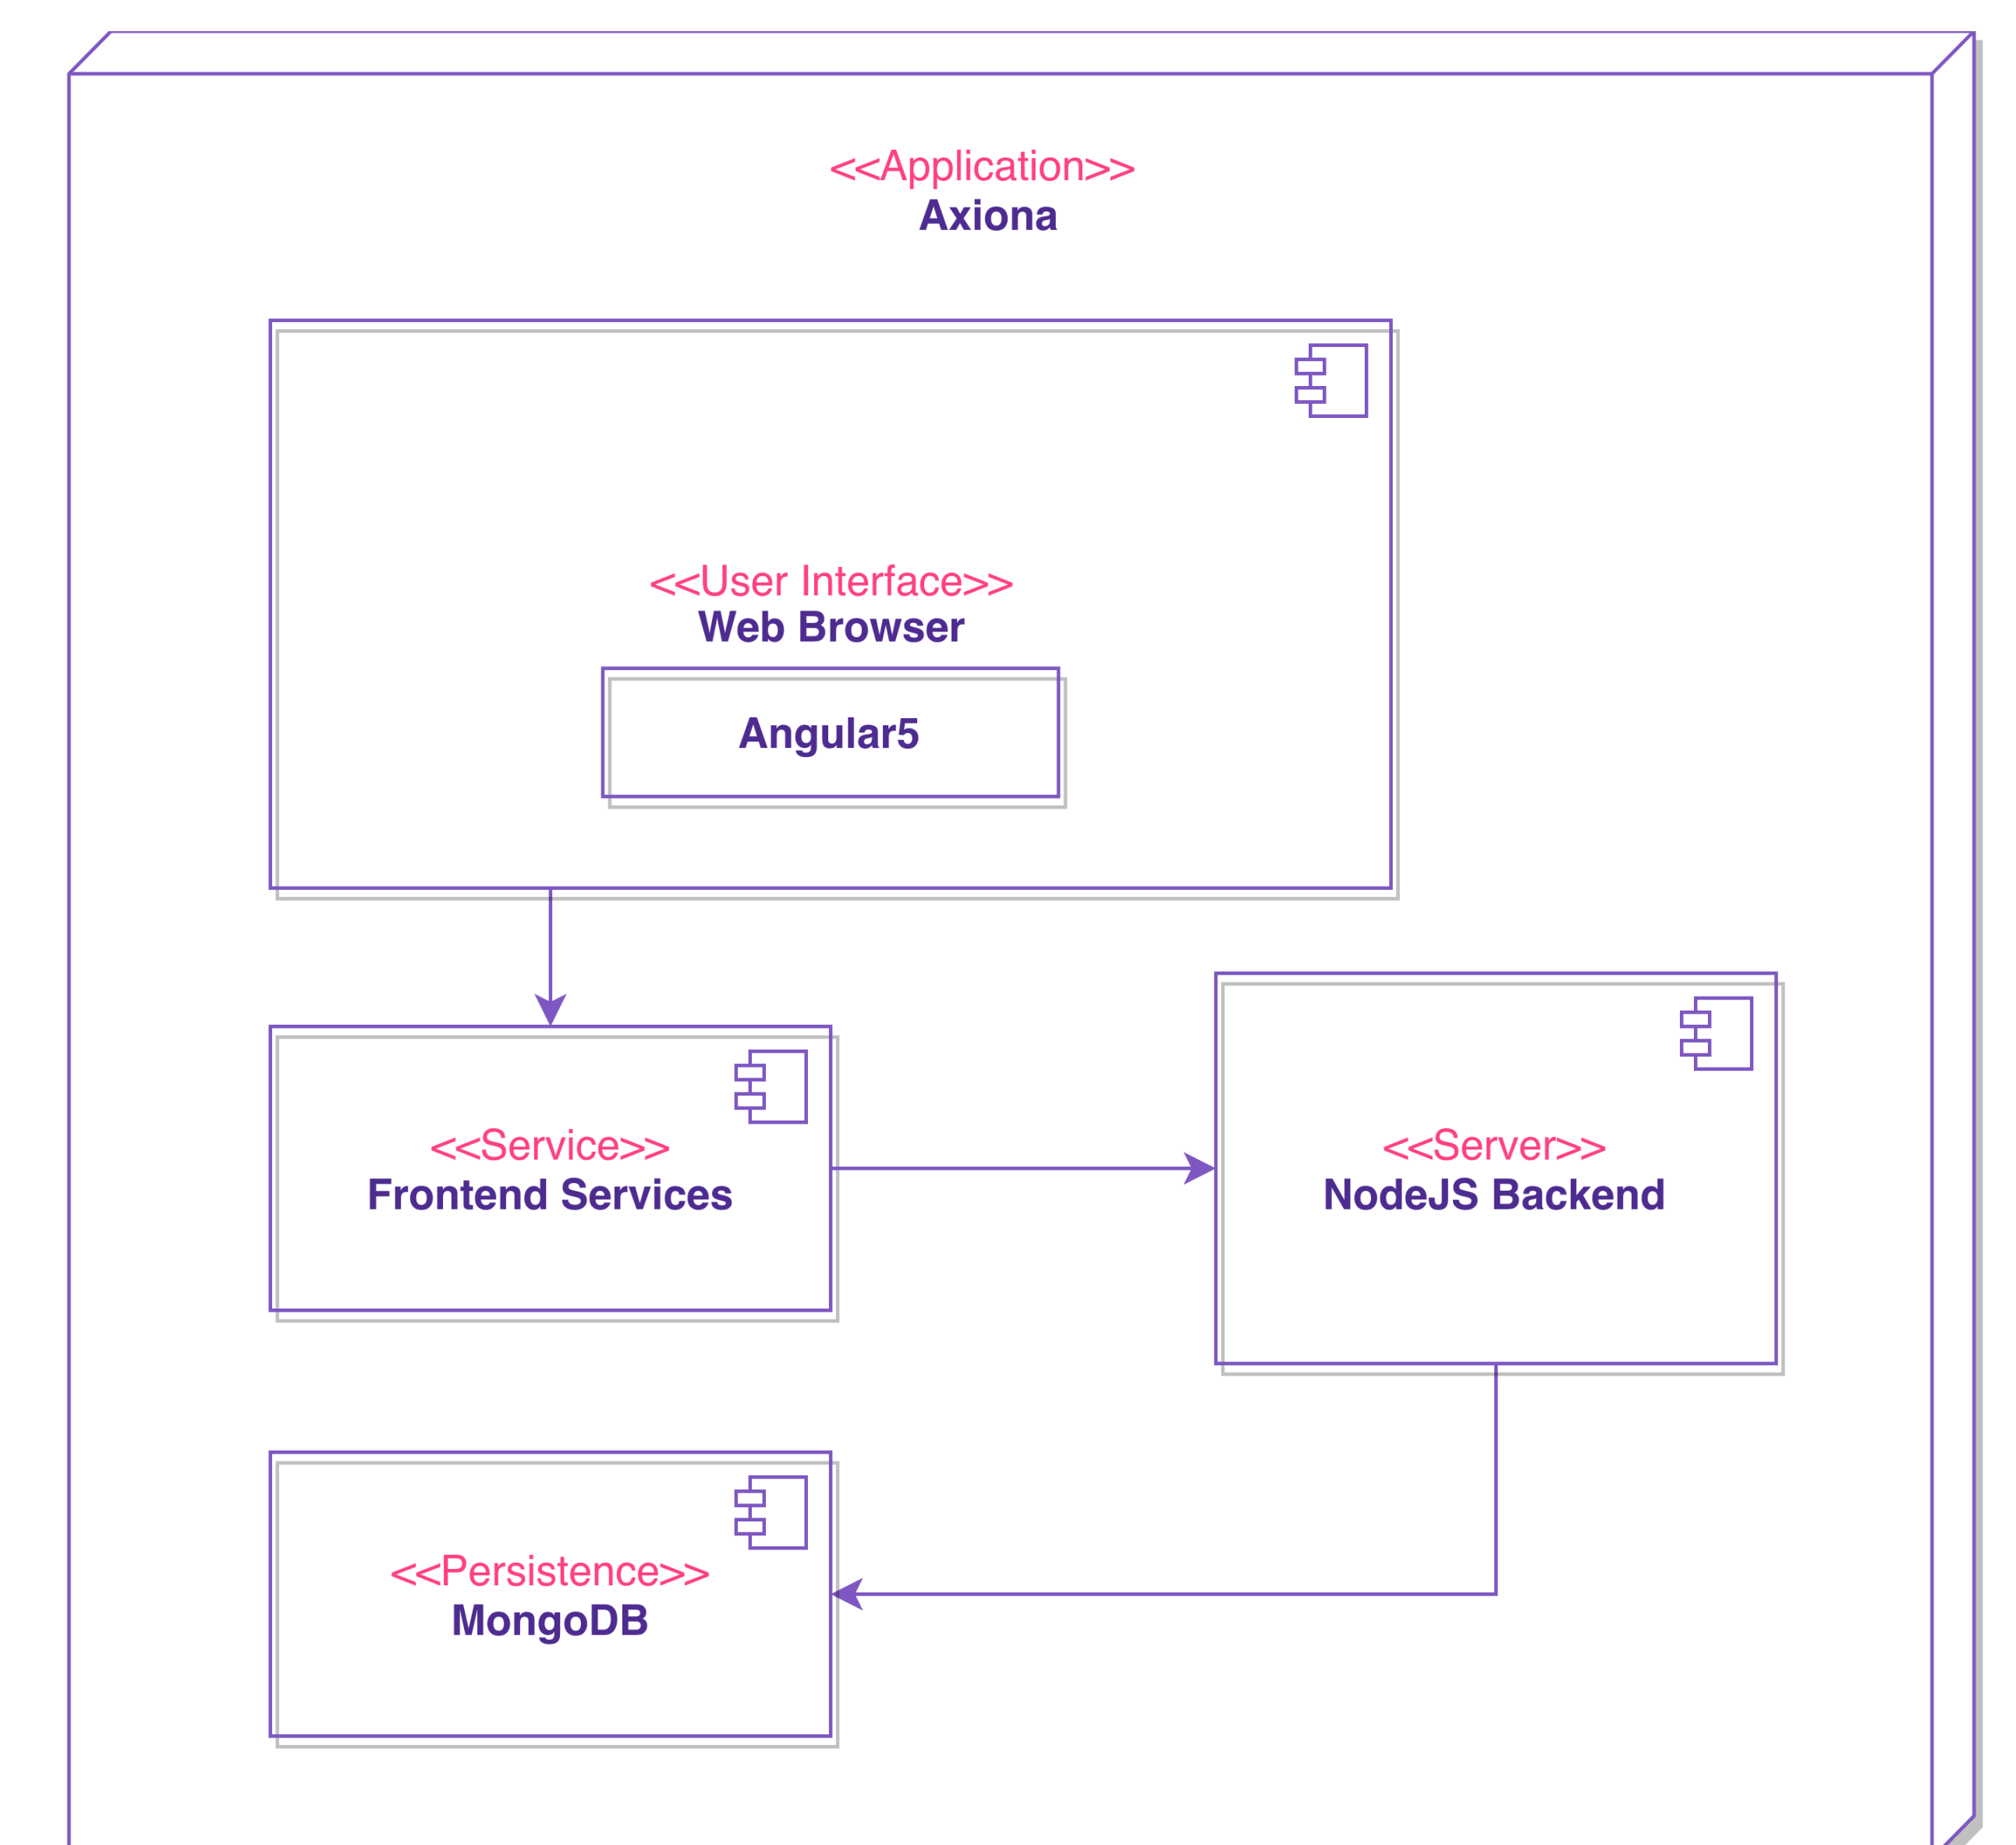 <<Application>>
Axiona
<<User Interface>>
Web Browser
Angular5
<<Service>>
Frontend Services
<<Server>>
NodeJS Backend
<<Persistence>>
MongoDB